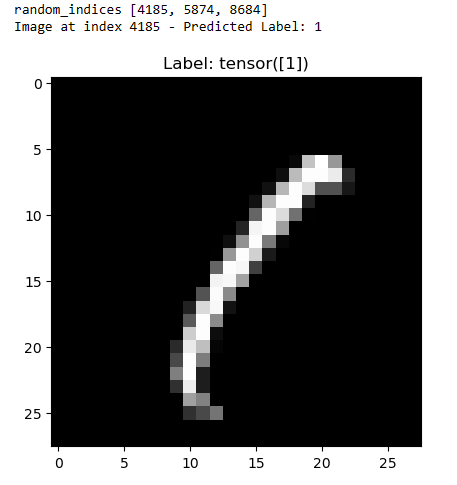 random_indices [4185, 5874, 8684]
Image at index 4185 - Predicted Label: 1
Label: tensor([1])
0
5
10
15
20
25
0 5 10 15 20 25